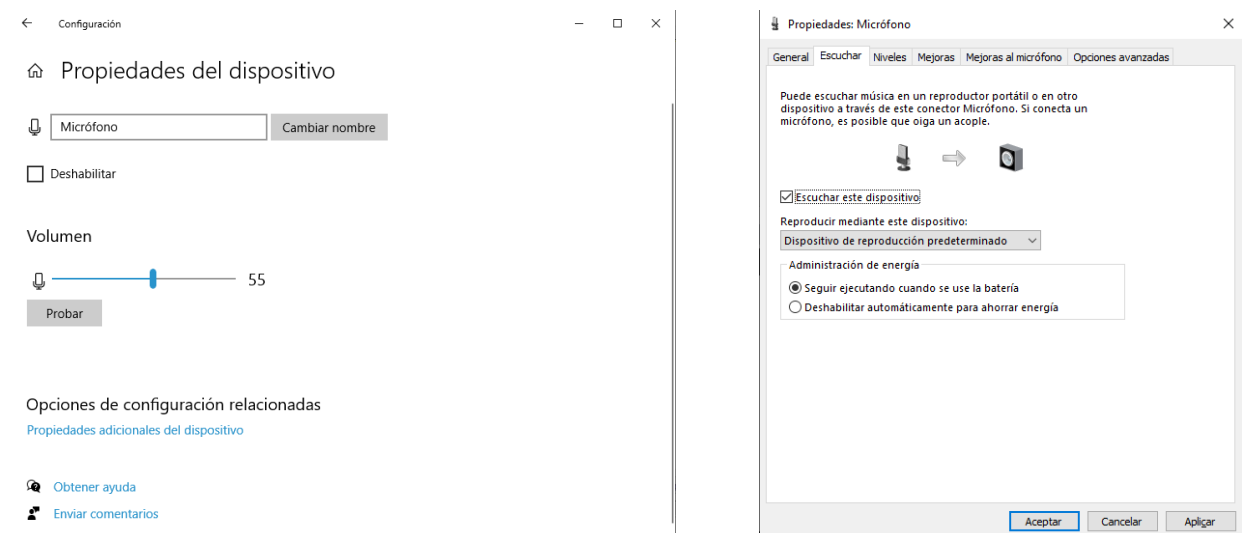 Configuración
Propiedades del dispositivo
Micrófono
Cambiar nombre
Deshabilitar
Volumen
55
Probar
Opciones de configuración relacionadas
Propiedades adicionales del dispositivo
Obtener ayuda
Enviar comentarios
Propiedades: Micrófono
General Escuchar Niveles Mejoras Mejoras al micrófono Opciones avanzadas
Puede escuchar música en un reproductor portátil o en otro
dispositivo a través de este conector Micrófono. Si conecta un
micrófono, es posible que oiga un acople.
Escuchar este dispositivo
Reproducir mediante este dispositivo:
Dispositivo de reproducción predeterminado
Administración de energía
Seguir ejecutando cuando se use la batería
Deshabilitar automáticamente para ahorrar energía
Aceptar Cancelar Aplicar